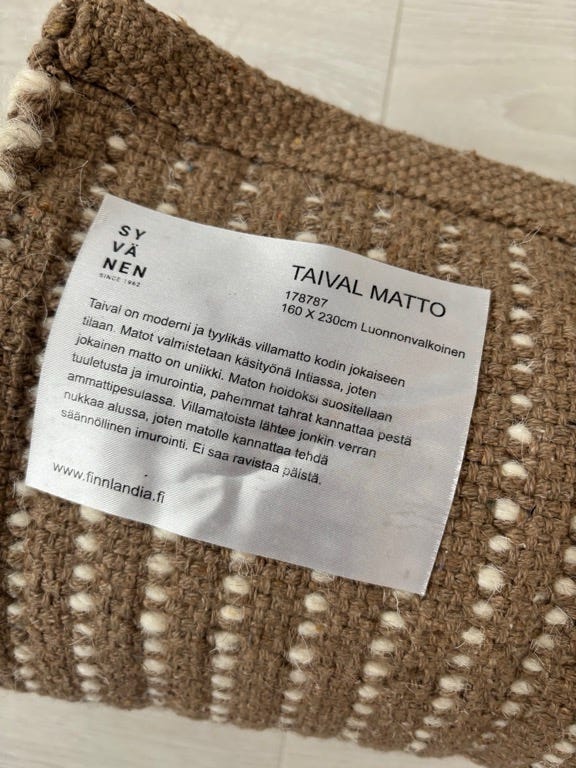 SY
VÄ
NEN
SINCE 1962
TAIVAL MATTO
178787
160 X 230cm Luonnonvalkoinen
Taival on moderni ja tyylikäs villamatto kodin jokaiseen
tilaan. Matot valmistetaan käsityönä Intiassa, joten
jokainen matto on uniikki. Maton hoidoksi suositellaan
tuuletusta ja imurointia, pahemmat tahrat kannattaa pestä
ammattipesulassa. Villamatoista lähtee jonkin verran
nukkaa alussa, joten matolle kannattaa tehdä
säännöllinen imurointi. Ei saa ravistaa päistä.
www.finnlandia.fi